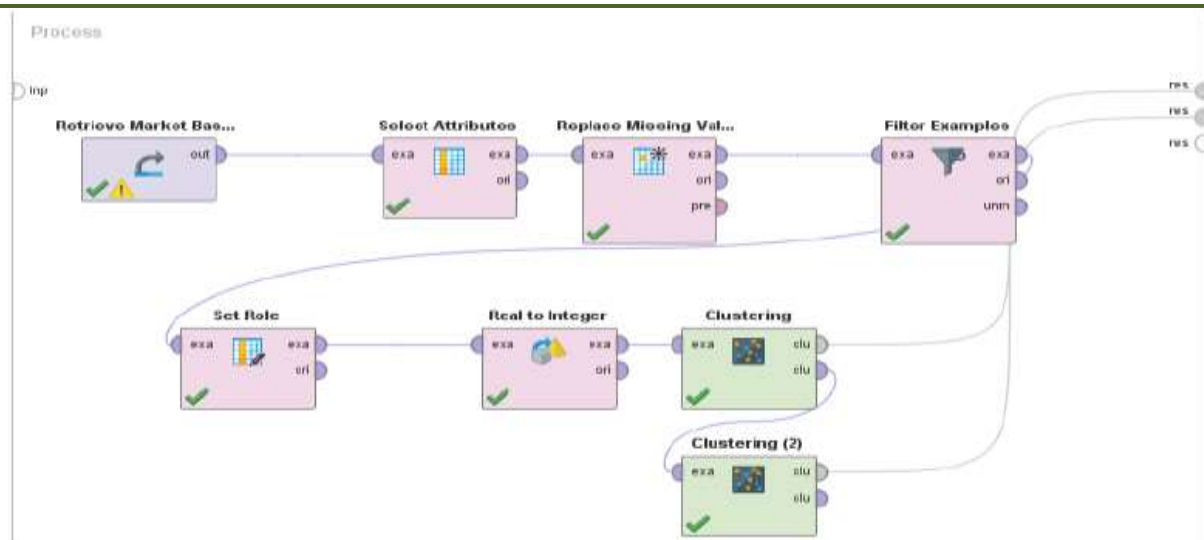 Process
inp
res
res
res
Retrieve Market Bas...
out
Select Attributes
exa
exa
ori
Replace Missing Val...
exa
exa
ori
pre
Filter Examples
exa
exa
ori
unm
Set Role
exa
exa
ori
Real to Integer
exa
exa
ori
Clustering
exa
clu
clu
Clustering (2)
exa
clu
clu